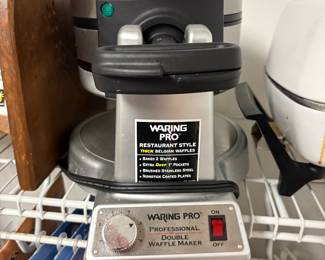 WARING
PRO
RESTAURANT STYLE
THICK BELGIAN WAFFLES
• BAKES 2 WAFFLES
• EXTRA DEEP 1" POCKETS
• BRUSHED STAINLESS STEEL
• NONSTICK COATED PLATES
WARING PRO
PROFESSIONAL
DOUBLE
WAFFLE MAKER
ON
OFF